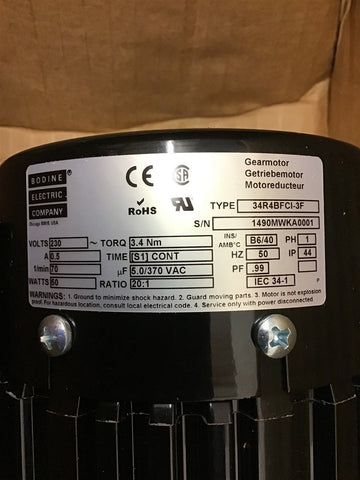 BODINE
ELECTRIC
COMPANY
Chicago 60618, USA
CE
RoHS
Gearmotor
Getriebemotor
Motoreducteur
TYPE 34R4BFCI-3F
S/N 1490MWKA0001
VOLTS 230 ~ TORQ 3.4 Nm INS/AMB°C B6/40 PH 1
A 0.5 TIME [S1] CONT HZ 50 IP 44
1/min 70 µF 5.0/370 VAC PF .99
WATTS 50 RATIO 20:1 IEC 34-1
WARNINGS: 1. Ground to minimize shock hazard. 2. Guard moving parts. 3. Motor is not explosion
proof. For hazardous location, consult local electrical code. 4. Service only with power disconnected